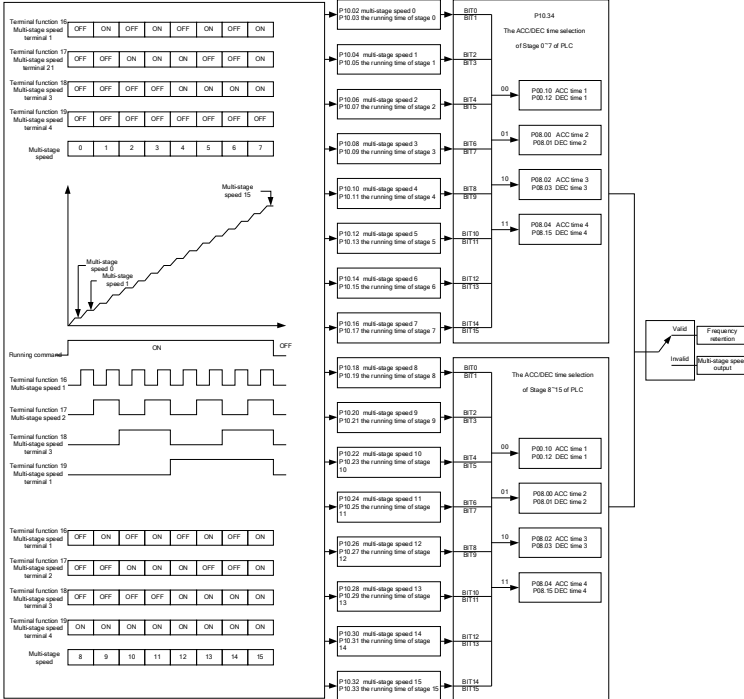 Terminal function 16
Multi-stage speed
terminal 1
OFF ON OFF ON OFF ON OFF ON
Terminal function 17
Multi-stage speed
terminal 21
OFF OFF ON ON OFF OFF ON ON
Terminal function 18
Multi-stage speed
terminal 3
OFF OFF OFF OFF ON ON ON ON
Terminal function 19
Multi-stage speed
terminal 4
OFF OFF OFF OFF OFF OFF OFF OFF
Multi-stage
speed
0 1 2 3 4 5 6 7
Multi-stage
speed 15
Multi-stage
speed 0
Multi-stage
speed 1
Running command
ON
OFF
Terminal function 16
Multi-stage speed 1
Terminal function 17
Multi-stage speed 2
Terminal function 18
Multi-stage speed
terminal 3
Terminal function 19
Multi-stage speed
terminal 1
Terminal function 16
Multi-stage speed
terminal 1
OFF ON OFF ON OFF ON OFF ON
Terminal function 17
Multi-stage speed
terminal 2
Terminal function 18
Multi-stage speed
terminal 3
Terminal function 19
Multi-stage speed
terminal 4
ON ON ON ON ON ON ON ON
Multi-stage
speed
8 9 10 11 12 13 14 15
P10.02 multi-stage speed 0
P10.03 the running time of stage 0
P10.04 multi-stage speed 1
P10.05 the running time of stage 1
P10.06 multi-stage speed 2
P10.07 the running time of stage 2
P10.08 multi-stage speed 3
P10.09 the running time of stage 3
P10.10 multi-stage speed 4
P10.11 the running time of stage 4
P10.12 multi-stage speed 5
P10.13 the running time of stage 5
P10.14 multi-stage speed 6
P10.15 the running time of stage 6
P10.16 multi-stage speed 7
P10.17 the running time of stage 7
P10.18 multi-stage speed 8
P10.19 the running time of stage 8
P10.20 multi-stage speed 9
P10.21 the running time of stage 9
P10.22 multi-stage speed 10
P10.23 the running time of stage
10
P10.24 multi-stage speed 11
P10.25 the running time of stage
11
P10.26 multi-stage speed 12
P10.27 the running time of stage
12
P10.28 multi-stage speed 13
P10.29 the running time of stage
13
P10.30 multi-stage speed 14
P10.31 the running time of stage
14
P10.32 multi-stage speed 15
P10.33 the running time of stage 15
BIT0
BIT1
BIT2
BIT3
BIT4
BIT5
BIT6
BIT7
BIT8
BIT9
BIT10
BIT11
BIT12
BIT13
BIT14
BIT15
P10.34
The ACC/DEC time selection
of Stage 0~7 of PLC
00
P00.10 ACC time 1
P00.12 DEC time 1
01
P08.00 ACC time 2
P08.01 DEC time 2
10
P08.02 ACC time 3
P08.03 DEC time 3
11
P08.04 ACC time 4
P08.15 DEC time 4
BIT0
BIT1
BIT2
BIT3
BIT4
BIT5
BIT6
BIT7
BIT8
BIT9
BIT10
BIT11
BIT12
BIT13
BIT14
BIT15
The ACC/DEC time selection
of Stage 8~15 of PLC
00
P00.10 ACC time 1
P00.12 DEC time 1
01
P08.00 ACC time 2
P08.01 DEC time 2
10
P08.02 ACC time 3
P08.03 DEC time 3
11
P08.04 ACC time 4
P08.15 DEC time 4
Valid
Invalid
Frequency
retention
Multi-stage speed
output